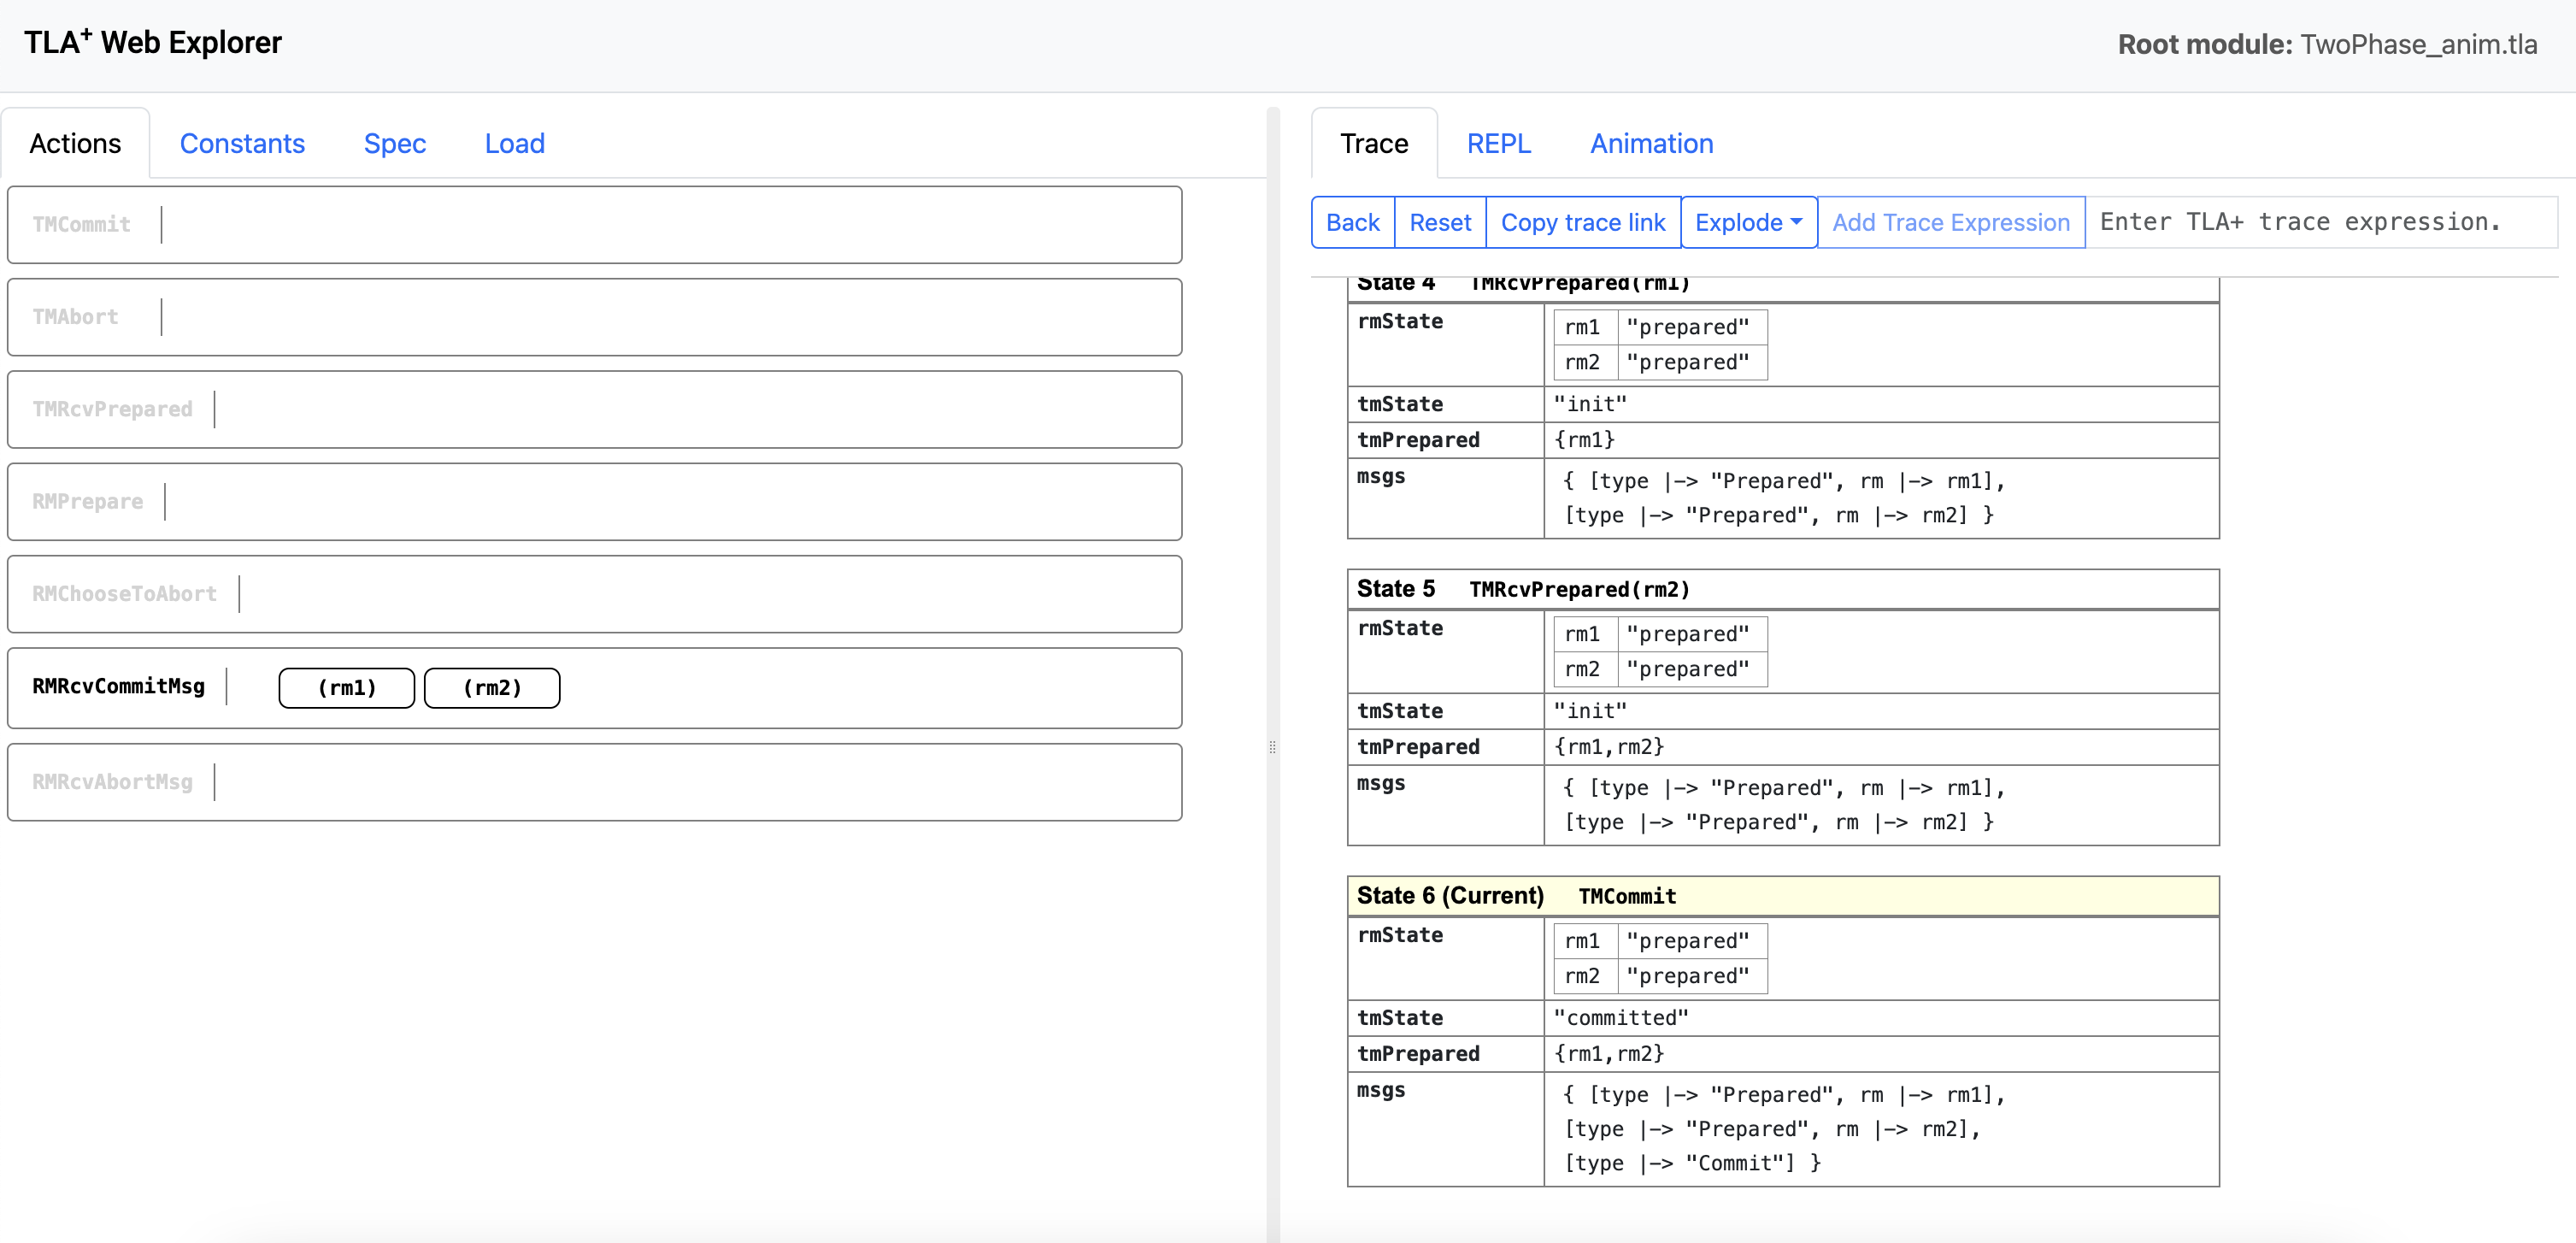 TLA+ Web Explorer
Root module: TwoPhase_anim.tla
Actions Constants Spec Load
TMCommit
TMAbort
TMRcvPrepared
RMPrepare
RMChooseToAbort
RMRcvCommitMsg (rm1) (rm2)
RMRcvAbortMsg
Trace REPL Animation
Back Reset Copy trace link Explode Add Trace Expression Enter TLA+ trace expression.
State 4 TMRcvPrepared(rm1)
rmState rm1 "prepared"
rm2 "prepared"
tmState "init"
tmPrepared {rm1}
msgs { [type |-> "Prepared", rm |-> rm1],
[type |-> "Prepared", rm |-> rm2] }
State 5 TMRcvPrepared(rm2)
rmState rm1 "prepared"
rm2 "prepared"
tmState "init"
tmPrepared {rm1,rm2}
msgs { [type |-> "Prepared", rm |-> rm1],
[type |-> "Prepared", rm |-> rm2] }
State 6 (Current) TMCommit
rmState rm1 "prepared"
rm2 "prepared"
tmState "committed"
tmPrepared {rm1,rm2}
msgs { [type |-> "Prepared", rm |-> rm1],
[type |-> "Prepared", rm |-> rm2],
[type |-> "Commit"] }